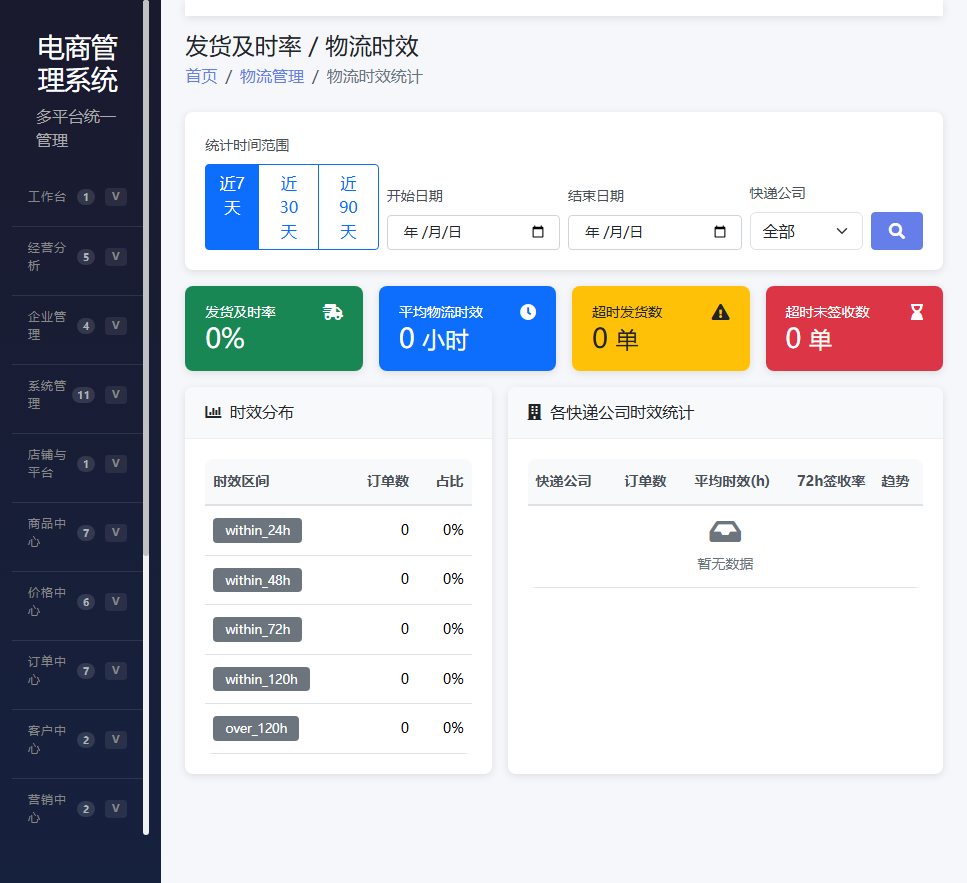 电商管
理系统
多平台统一
管理
工作台 1 V
经营分
析 5 V
企业管
理 4 V
系统管
理 11 V
店铺与
平台 1 V
商品中
心 7 V
价格中
心 6 V
订单中
心 7 V
客户中
心 2 V
营销中
心 2 V
发货及时率 / 物流时效
首页 / 物流管理 / 物流时效统计
统计时间范围
近7
天
近
30
天
近
90
天
开始日期
年 /月/日
结束日期
年 /月/日
快递公司
全部
发货及时率
0%
平均物流时效
0 小时
超时发货数
0 单
超时未签收数
0 单
时效分布
时效区间 订单数 占比
within_24h 0 0%
within_48h 0 0%
within_72h 0 0%
within_120h 0 0%
over_120h 0 0%
各快递公司时效统计
快递公司 订单数 平均时效(h) 72h签收率 趋势
暂无数据